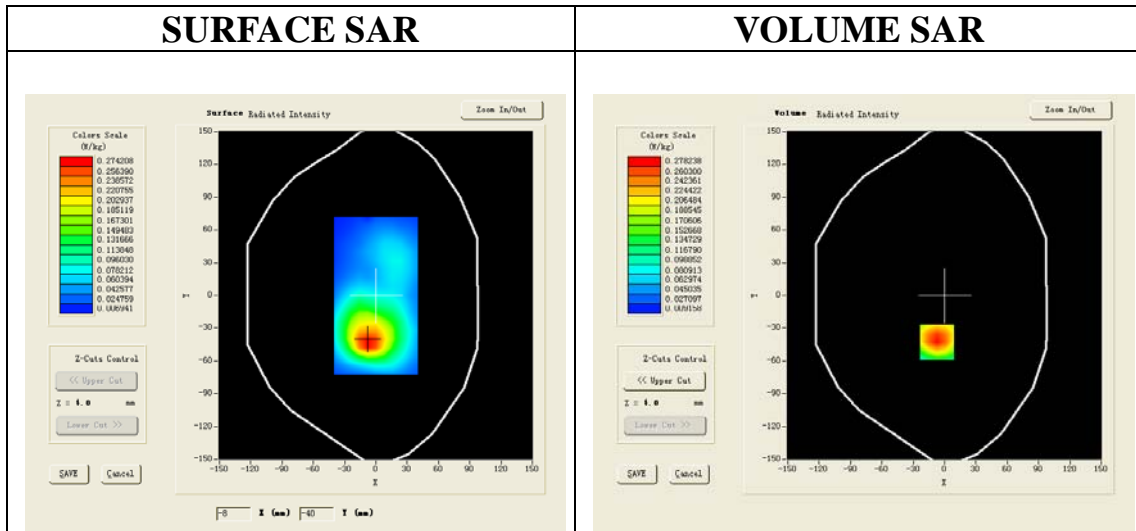 SURFACE SAR
VOLUME SAR
Surface Radiated Intensity
Zoom In/Out
Colors Scale
(W/kg)
0.274208
0.256390
0.238572
0.220755
0.202937
0.185119
0.167301
0.149483
0.131666
0.113848
0.096030
0.078212
0.060394
0.042577
0.024759
0.006941
150
120
90
60
30
0
-30
-60
-90
-120
-150
Y
-150 -120 -90 -60 -30 0 30 60 90 120 150
X
Z-Cuts Control
<< Upper Cut
Z = 4.0 mm
Lower Cut >>
SAVE
Cancel
-8 X (mm) -40 Y (mm)
Volume Radiated Intensity
Zoom In/Out
Colors Scale
(W/kg)
0.278238
0.260300
0.242361
0.224422
0.206484
0.188545
0.170606
0.152668
0.134729
0.116790
0.098852
0.080913
0.062974
0.045035
0.027097
0.009158
150
120
90
60
30
0
-30
-60
-90
-120
-150
Y
-150 -120 -90 -60 -30 0 30 60 90 120 150
X
Z-Cuts Control
<< Upper Cut
Z = 4.0 mm
Lower Cut >>
SAVE
Cancel